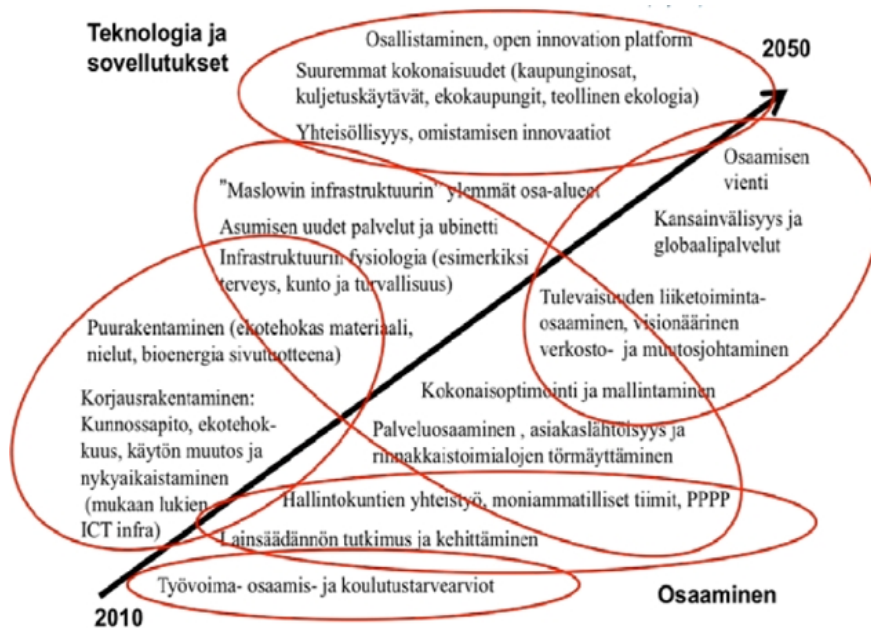 Teknologia ja
sovellutukset
Osallistaminen, open innovation platform
2050
Suuremmat kokonaisuudet (kaupunginosat,
kuljetuskäytävät, ekokaupungit, teollinen ekologia)
Yhteisöllisyys, omistamisen innovaatiot
Osaamisen
vienti
"Maslowin infrastruktuurin" ylemmät osa-alueet
Asumisen uudet palvelut ja ubinetti
Kansainvälisyys ja
globaalipalvelut
Infrastruktuurin fysiologia (esimerkiksi
terveys, kunto ja turvallisuus)
Tulevaisuuden liiketoiminta-
osaaminen, visionäärinen
verkosto- ja muutosjohtaminen
Puurakentaminen (ekotehokas materiaali,
nielut, bioenergia sivutuotteena)
Kokonaisoptimointi ja mallintaminen
Korjausrakentaminen:
Kunnossapito, ekotehok-
kuus, käytön muutos ja
nykyaikaistaminen
(mukaan lukien
ICT infra)
Palveluosaaminen , asiakaslähtöisyys ja
rinnakkaistoimialojen törmäyttäminen
Hallintokuntien yhteistyö, moniammatilliset tiimit, PPPP
Lainsäädännön tutkimus ja kehittäminen
Työvoima- osaamis- ja koulutustarvearviot
Osaaminen
2010